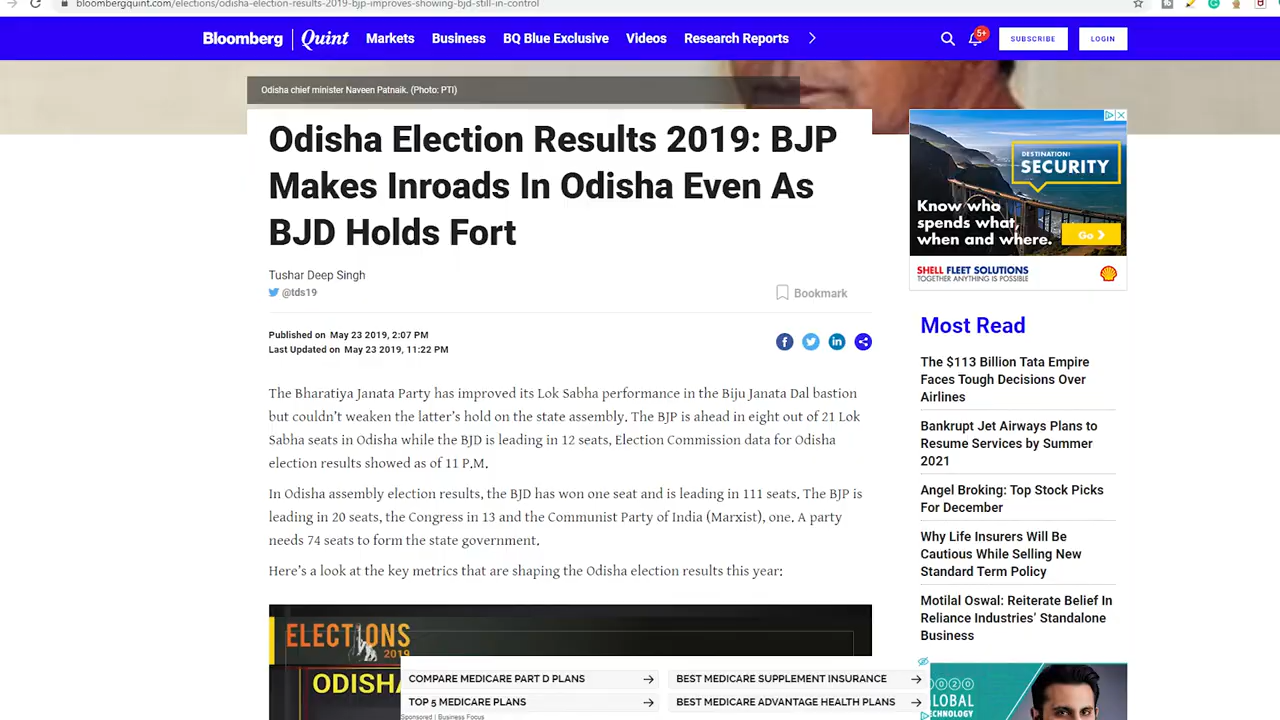 bloombergquint.com/elections/odisha-election-results-2019-bjp-improves-showing-bjd-still-in-control
Bloomberg | Quint Markets Business BQ Blue Exclusive Videos Research Reports 5+ SUBSCRIBE LOGIN
Odisha chief minister Naveen Patnaik. (Photo: PTI)
Odisha Election Results 2019: BJP
Makes Inroads In Odisha Even As
BJD Holds Fort
Tushar Deep Singh
@tds19
Bookmark
Published on May 23 2019, 2:07 PM
Last Updated on May 23 2019, 11:22 PM
The Bharatiya Janata Party has improved its Lok Sabha performance in the Biju Janata Dal bastion
but couldn't weaken the latter's hold on the state assembly. The BJP is ahead in eight out of 21 Lok
Sabha seats in Odisha while the BJD is leading in 12 seats, Election Commission data for Odisha
election results showed as of 11 P.M.
In Odisha assembly election results, the BJD has won one seat and is leading in 111 seats. The BJP is
leading in 20 seats, the Congress in 13 and the Communist Party of India (Marxist), one. A party
needs 74 seats to form the state government.
Here's a look at the key metrics that are shaping the Odisha election results this year:
ELECTIONS
2019
ODISHA
DESTINATION:
SECURITY
Know who
spends what,
when and where.
Go
SHELL FLEET SOLUTIONS
TOGETHER ANYTHING IS POSSIBLE
Most Read
The $113 Billion Tata Empire
Faces Tough Decisions Over
Airlines
Bankrupt Jet Airways Plans to
Resume Services by Summer
2021
Angel Broking: Top Stock Picks
For December
Why Life Insurers Will Be
Cautious While Selling New
Standard Term Policy
Motilal Oswal: Reiterate Belief In
Reliance Industries' Standalone
Business
COMPARE MEDICARE PART D PLANS
BEST MEDICARE SUPPLEMENT INSURANCE
TOP 5 MEDICARE PLANS
BEST MEDICARE ADVANTAGE HEALTH PLANS
Sponsored | Business Focus
2020
GLOBAL
TECHNOLOGY